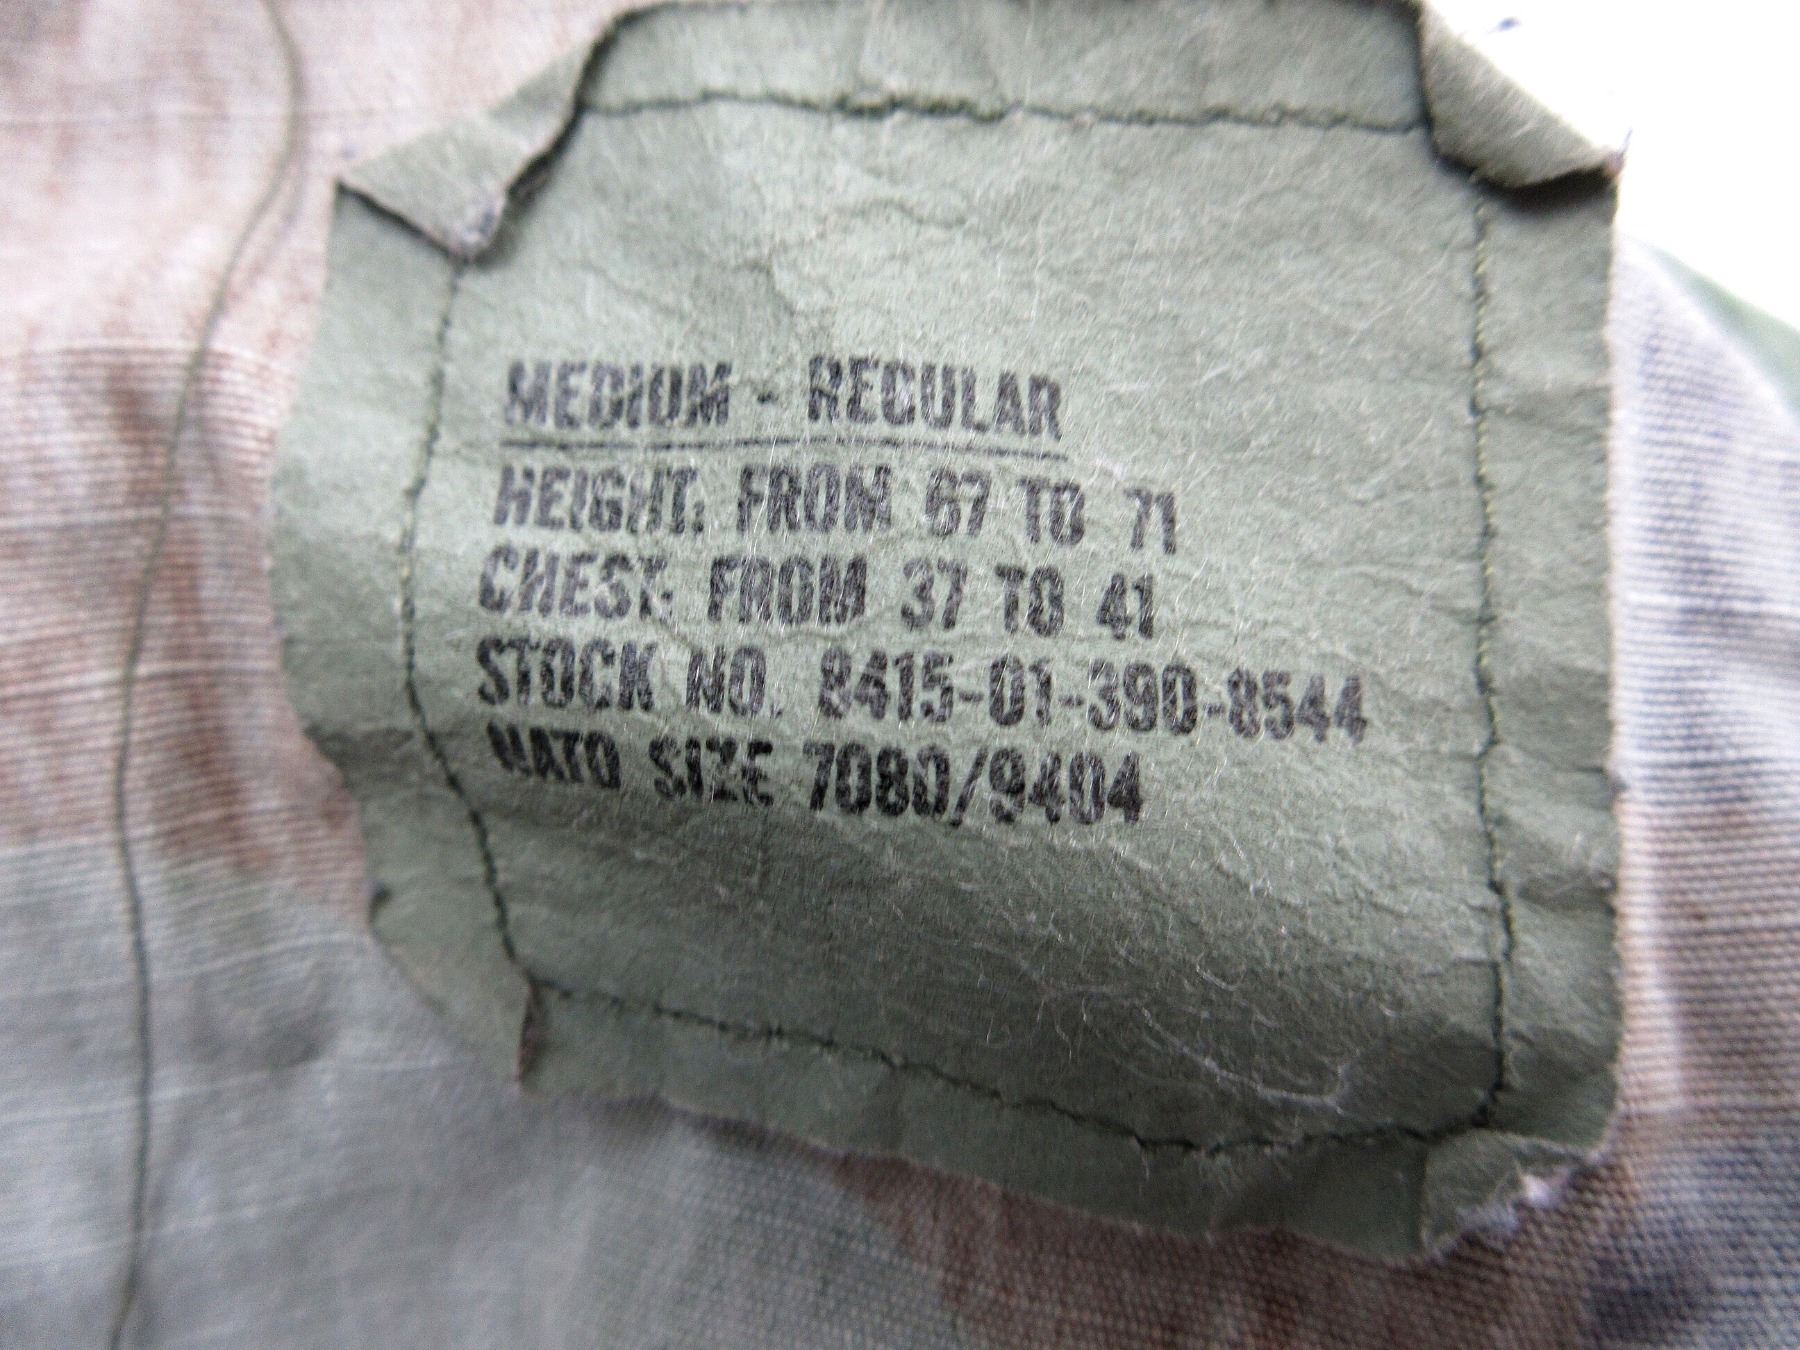 MEDIUM - REGULAR
HEIGHT: FROM 67 TO 71
CHEST: FROM 37 TO 41
STOCK NO. 8415-01-390-8544
NATO SIZE 7080/9404